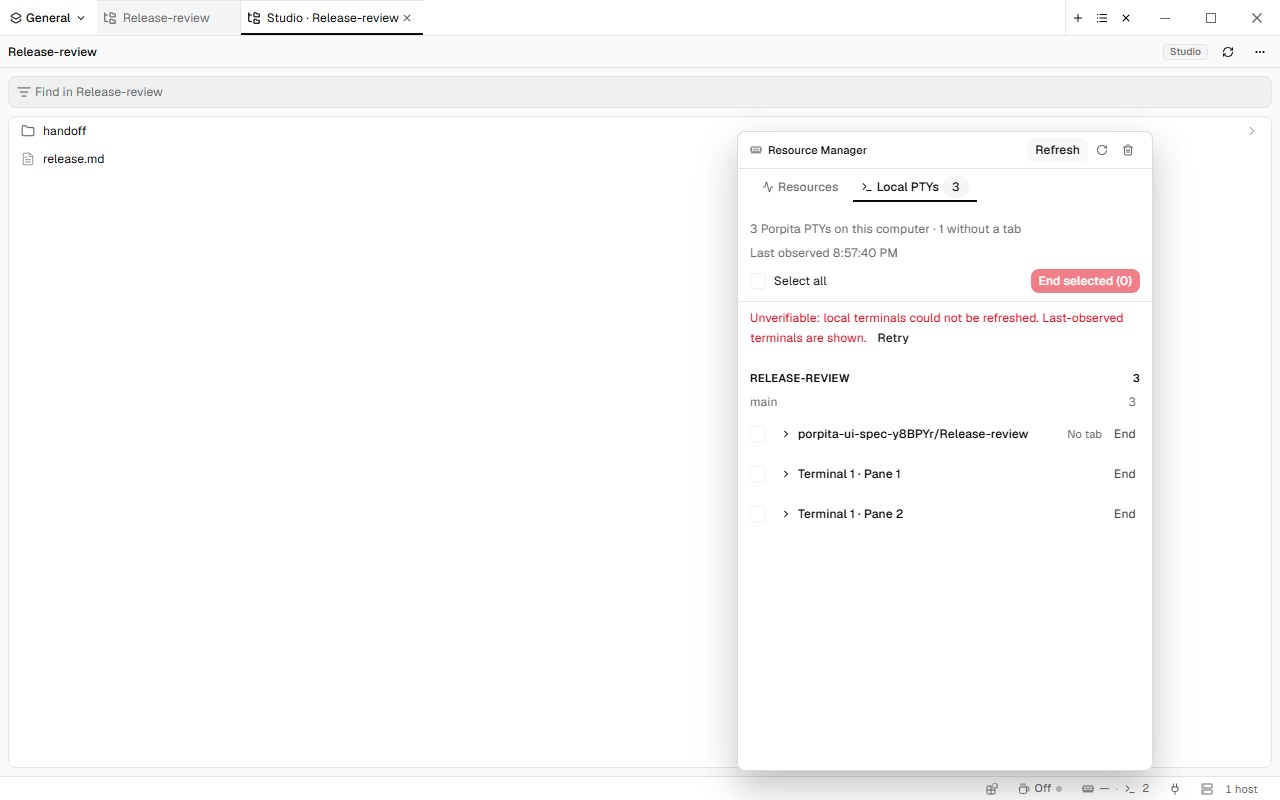 General
Release-review
Studio · Release-review
Release-review
Studio
Find in Release-review
handoff
release.md
Resource Manager
Refresh
Resources
Local PTYs 3
3 Porpita PTYs on this computer · 1 without a tab
Last observed 8:57:40 PM
Select all
End selected (0)
Unverifiable: local terminals could not be refreshed. Last-observed
terminals are shown. Retry
RELEASE-REVIEW 3
main 3
porpita-ui-spec-y8BPYr/Release-review No tab End
Terminal 1 · Pane 1 End
Terminal 1 · Pane 2 End
Off — · 2 1 host